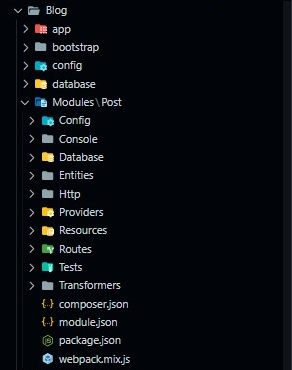 Blog
app
bootstrap
config
database
Modules\Post
Config
Console
Database
Entities
Http
Providers
Resources
Routes
Tests
Transformers
{..} composer.json
{..} module.json
package.json
webpack.mix.js